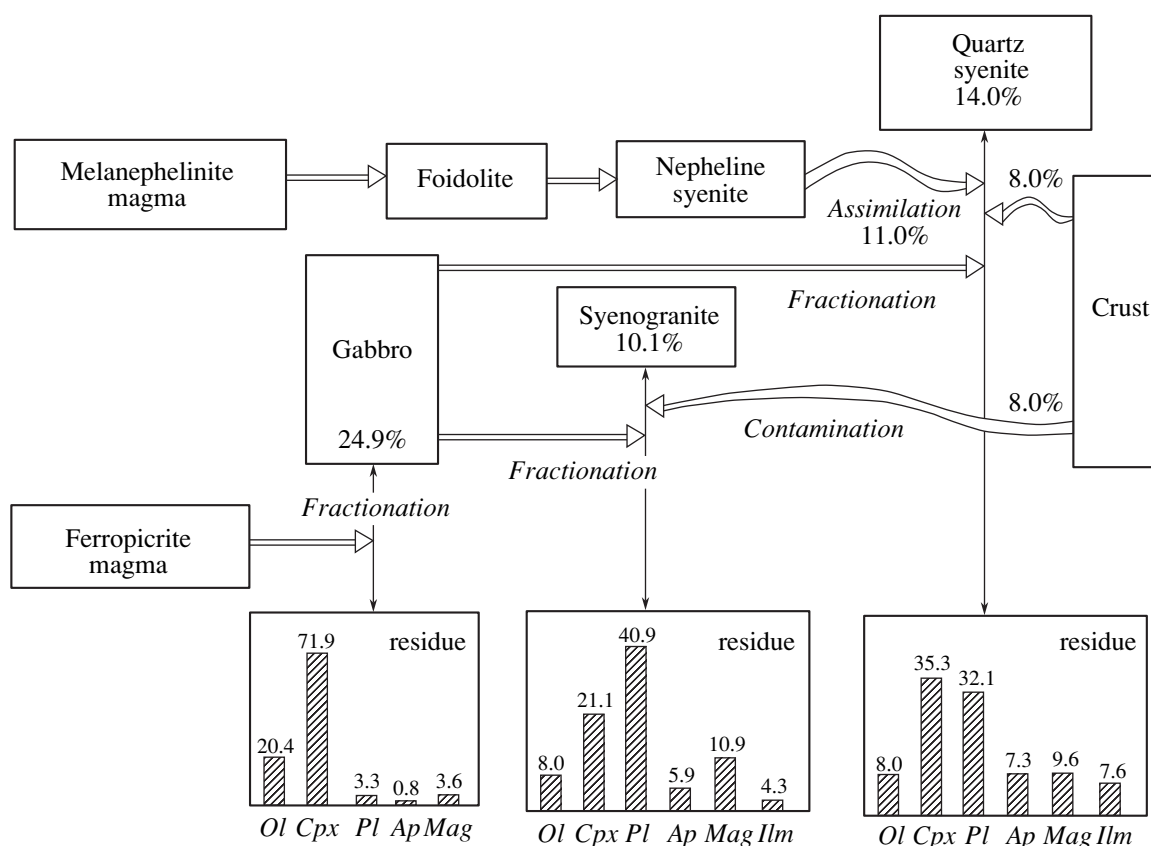 Quartz
syenite
14.0%
Melanephelinite
magma
Foidolite
Nepheline
syenite
8.0%
Assimilation
11.0%
Fractionation
Crust
Gabbro
24.9%
Syenogranite
10.1%
8.0%
Contamination
Fractionation
Fractionation
Ferropicrite
magma
residue
71.9
20.4
3.3
0.8
3.6
Ol Cpx Pl Ap Mag
residue
40.9
21.1
8.0
5.9
10.9
4.3
Ol Cpx Pl Ap Mag Ilm
residue
35.3
32.1
8.0
7.3
9.6
7.6
Ol Cpx Pl Ap Mag Ilm